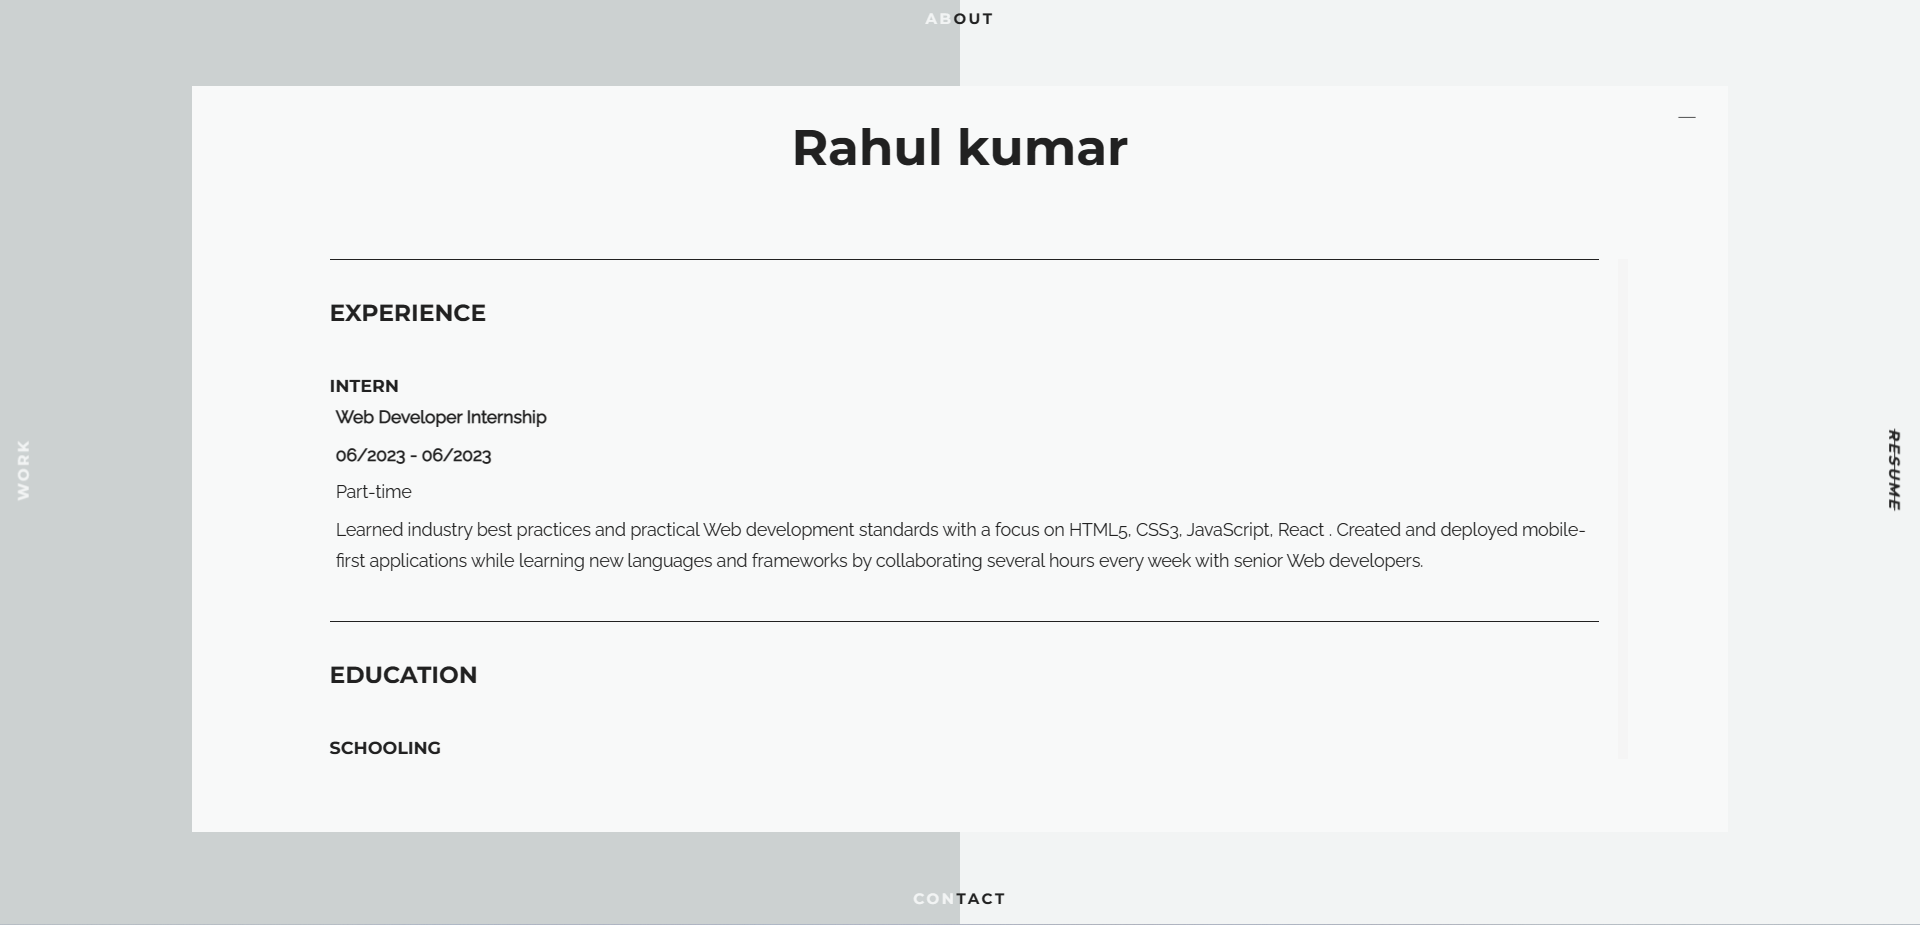 ABOUT
Rahul kumar
EXPERIENCE
INTERN
Web Developer Internship
06/2023 - 06/2023
Part-time
Learned industry best practices and practical Web development standards with a focus on HTML5, CSS3, JavaScript, React . Created and deployed mobile-
first applications while learning new languages and frameworks by collaborating several hours every week with senior Web developers.
EDUCATION
SCHOOLING
WORK
RESUME
CONTACT